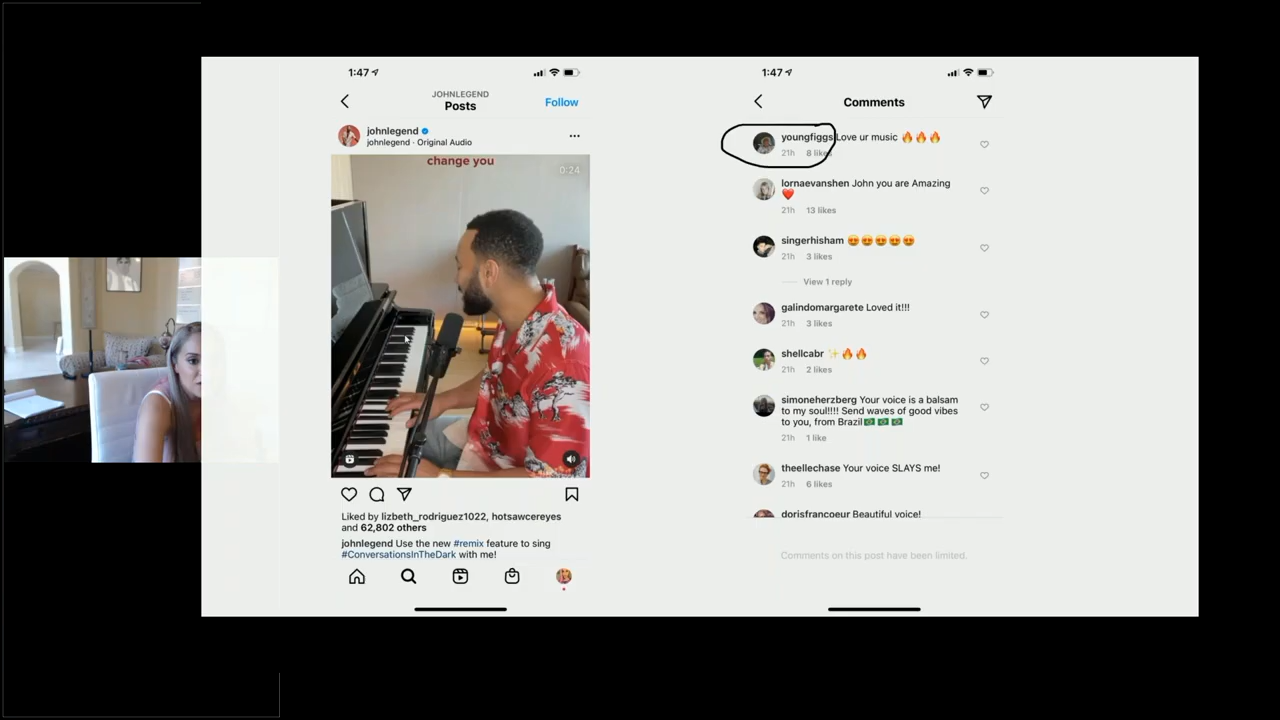 1:47
JOHNLEGEND
Posts
Follow
johnlegend
johnlegend · Original Audio
change you
0:24
Liked by lizbeth_rodriguez1022, hotsawcereyes
and 62,802 others
johnlegend Use the new #remix feature to sing
#ConversationsInTheDark with me!
1:47
Comments
youngfiggs Love ur music 🔥🔥🔥
21h 8 likes
lornaevanshen John you are Amazing
❤️
21h 13 likes
singerhisham 😍😍😍😍😍
21h 3 likes
View 1 reply
galindomargarete Loved it!!!
21h 3 likes
shellcabr ✨🔥🔥
21h 2 likes
simoneherzberg Your voice is a balsam
to my soul!!!! Send waves of good vibes
to you, from Brazil🇧🇷🇧🇷🇧🇷
21h 1 like
theellechase Your voice SLAYS me!
21h 6 likes
dorisfrancoeur Beautiful voice!
Comments on this post have been limited.